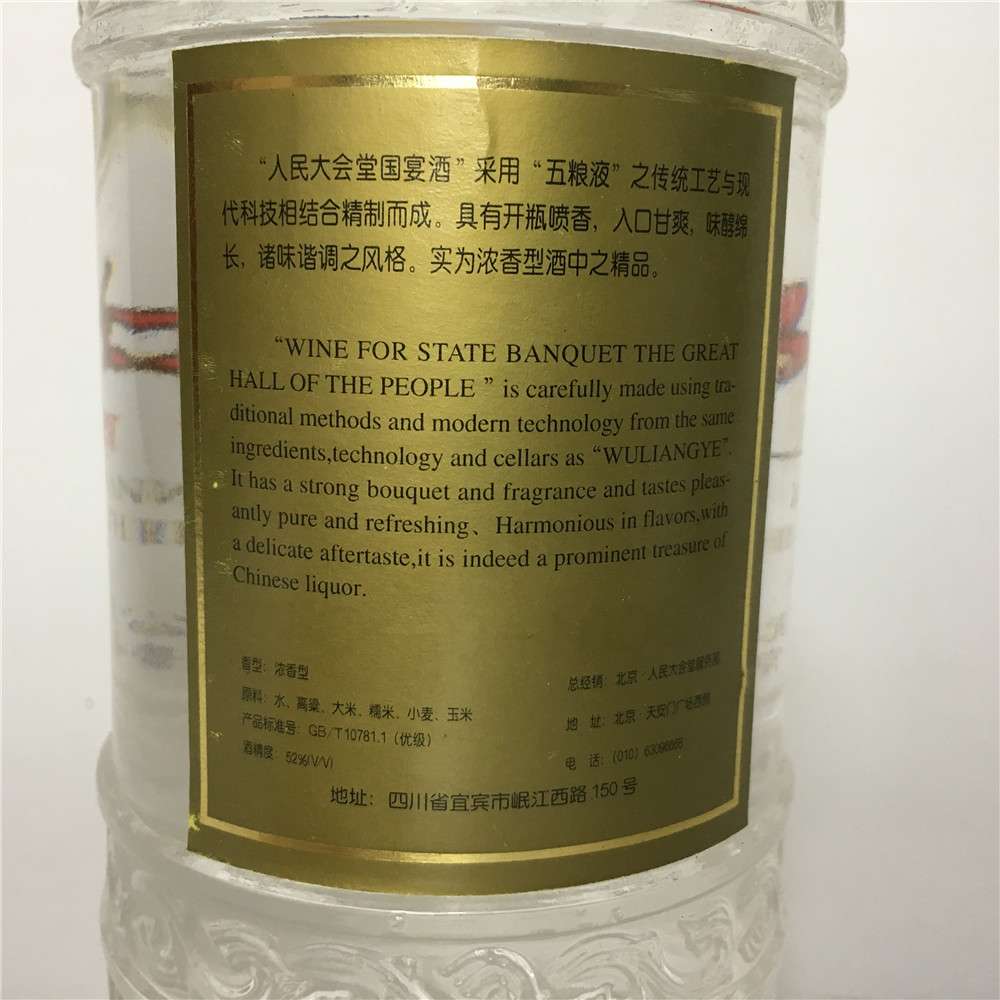 “人民大会堂国宴酒”采用“五粮液”之传统工艺与现
代科技相结合精制而成。具有开瓶喷香，入口甘爽，味醇绵
长，诸味谐调之风格。实为浓香型酒中之精品。
“WINE FOR STATE BANQUET THE GREAT
HALL OF THE PEOPLE ” is carefully made using tra-
ditional methods and modern technology from the same
ingredients,technology and cellars as “WULIANGYE”.
It has a strong bouquet and fragrance and tastes pleas-
antly pure and refreshing、Harmonious in flavors,with
a delicate aftertaste,it is indeed a prominent treasure of
Chinese liquor.
香型：浓香型
原料：水、高粱、大米、糯米、小麦、玉米
产品标准号：GB/T10781.1（优级）
酒精度：52%(V/V)
总经销：北京·人民大会堂
地 址：北京·天安门广场西侧
电 话：(010)
地址：四川省宜宾市岷江西路150号